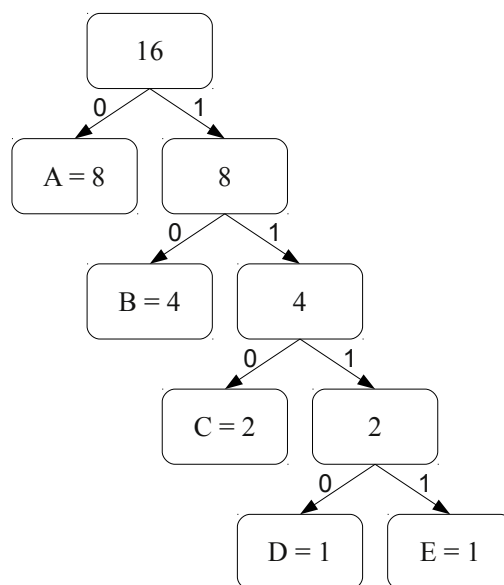 16
0 1
A = 8 8
0 1
B = 4 4
0 1
C = 2 2
0 1
D = 1 E = 1